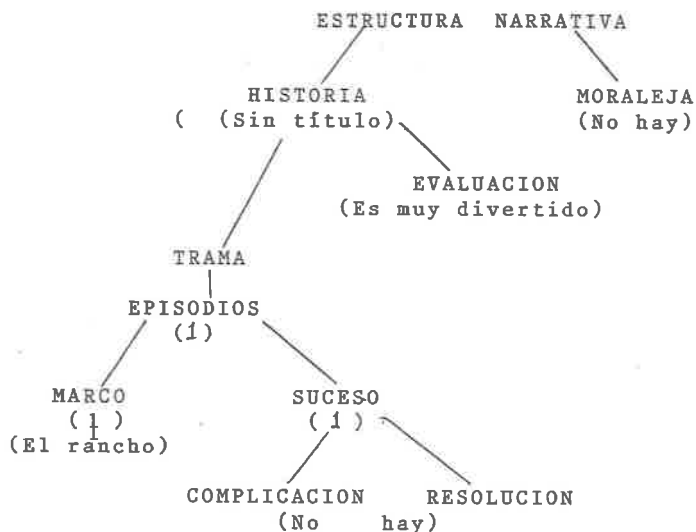 ESTRUCTURA NARRATIVA
HISTORIA MORALEJA
( (Sin título) (No hay)
EVALUACION
(Es muy divertido)
TRAMA
EPISODIOS
(1)
MARCO SUCESO
(1) (1)
(El rancho)
COMPLICACION RESOLUCION
(No hay)